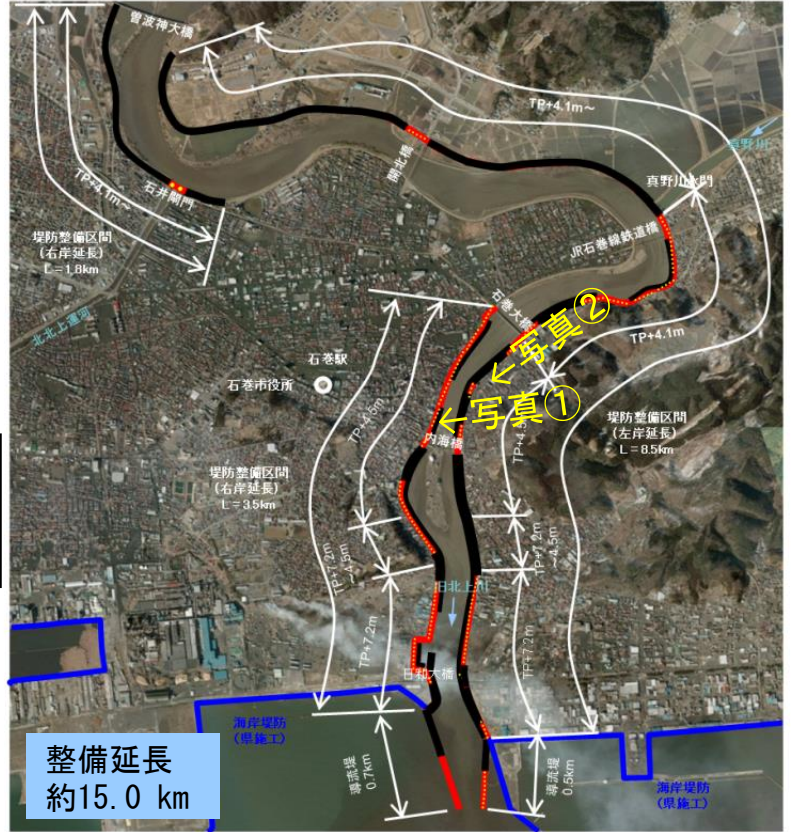 曽波神大橋
TP+4.1m～
真野川
開北橋
真野川水門
TP+4.1m～
石井閘門
堤防整備区間
(右岸延長)
L=1.8km
JR石巻線鉄道橋
北北上運河
石巻大橋
写真②
TP+4.1m
石巻駅
石巻市役所
←写真①
TP+4.5m
TP+4.5m
内海橋
堤防整備区間
(左岸延長)
L=8.5km
堤防整備区間
(右岸延長)
L=3.5km
TP+7.2m
～4.5m
TP+7.2m
～4.5m
旧北上川
TP+7.2m
TP+7.2m
日和大橋
海岸堤防
(県施工)
導流堤
0.7km
導流堤
0.5km
海岸堤防
(県施工)
整備延長
約15.0 km